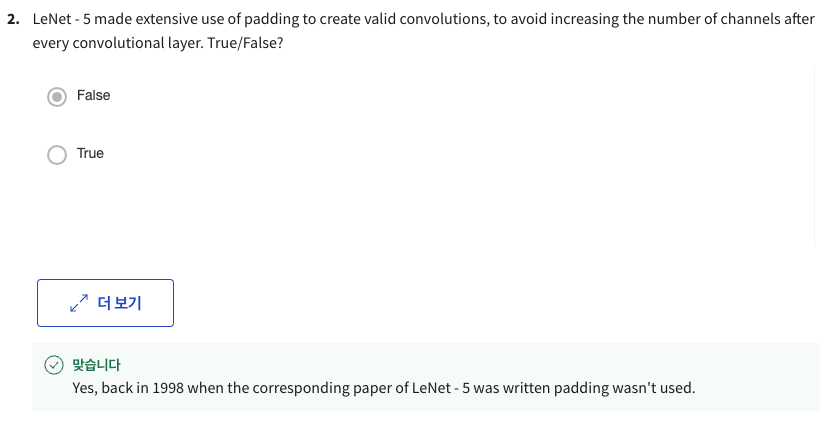 2. LeNet - 5 made extensive use of padding to create valid convolutions, to avoid increasing the number of channels after
every convolutional layer. True/False?
False
True
더 보기
맞습니다
Yes, back in 1998 when the corresponding paper of LeNet - 5 was written padding wasn't used.